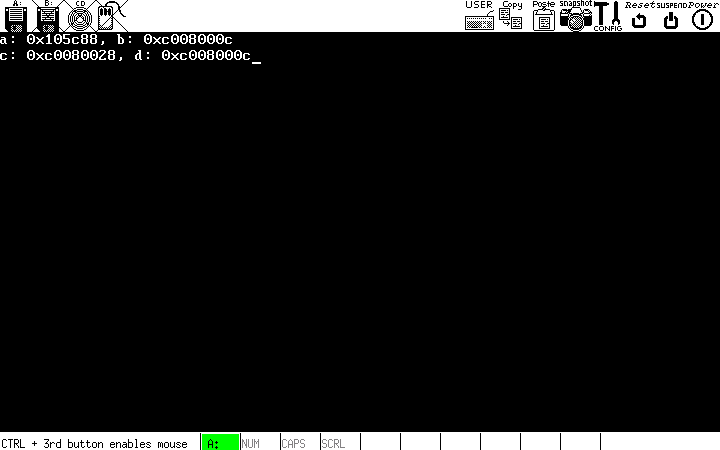 A: B: CD USER Copy Paste snapshot CONFIG Reset SUSPEND Power
a: 0x105c88, b: 0xc008000c
c: 0xc0080028, d: 0xc008000c_
CTRL + 3rd button enables mouse A: NUM CAPS SCRL